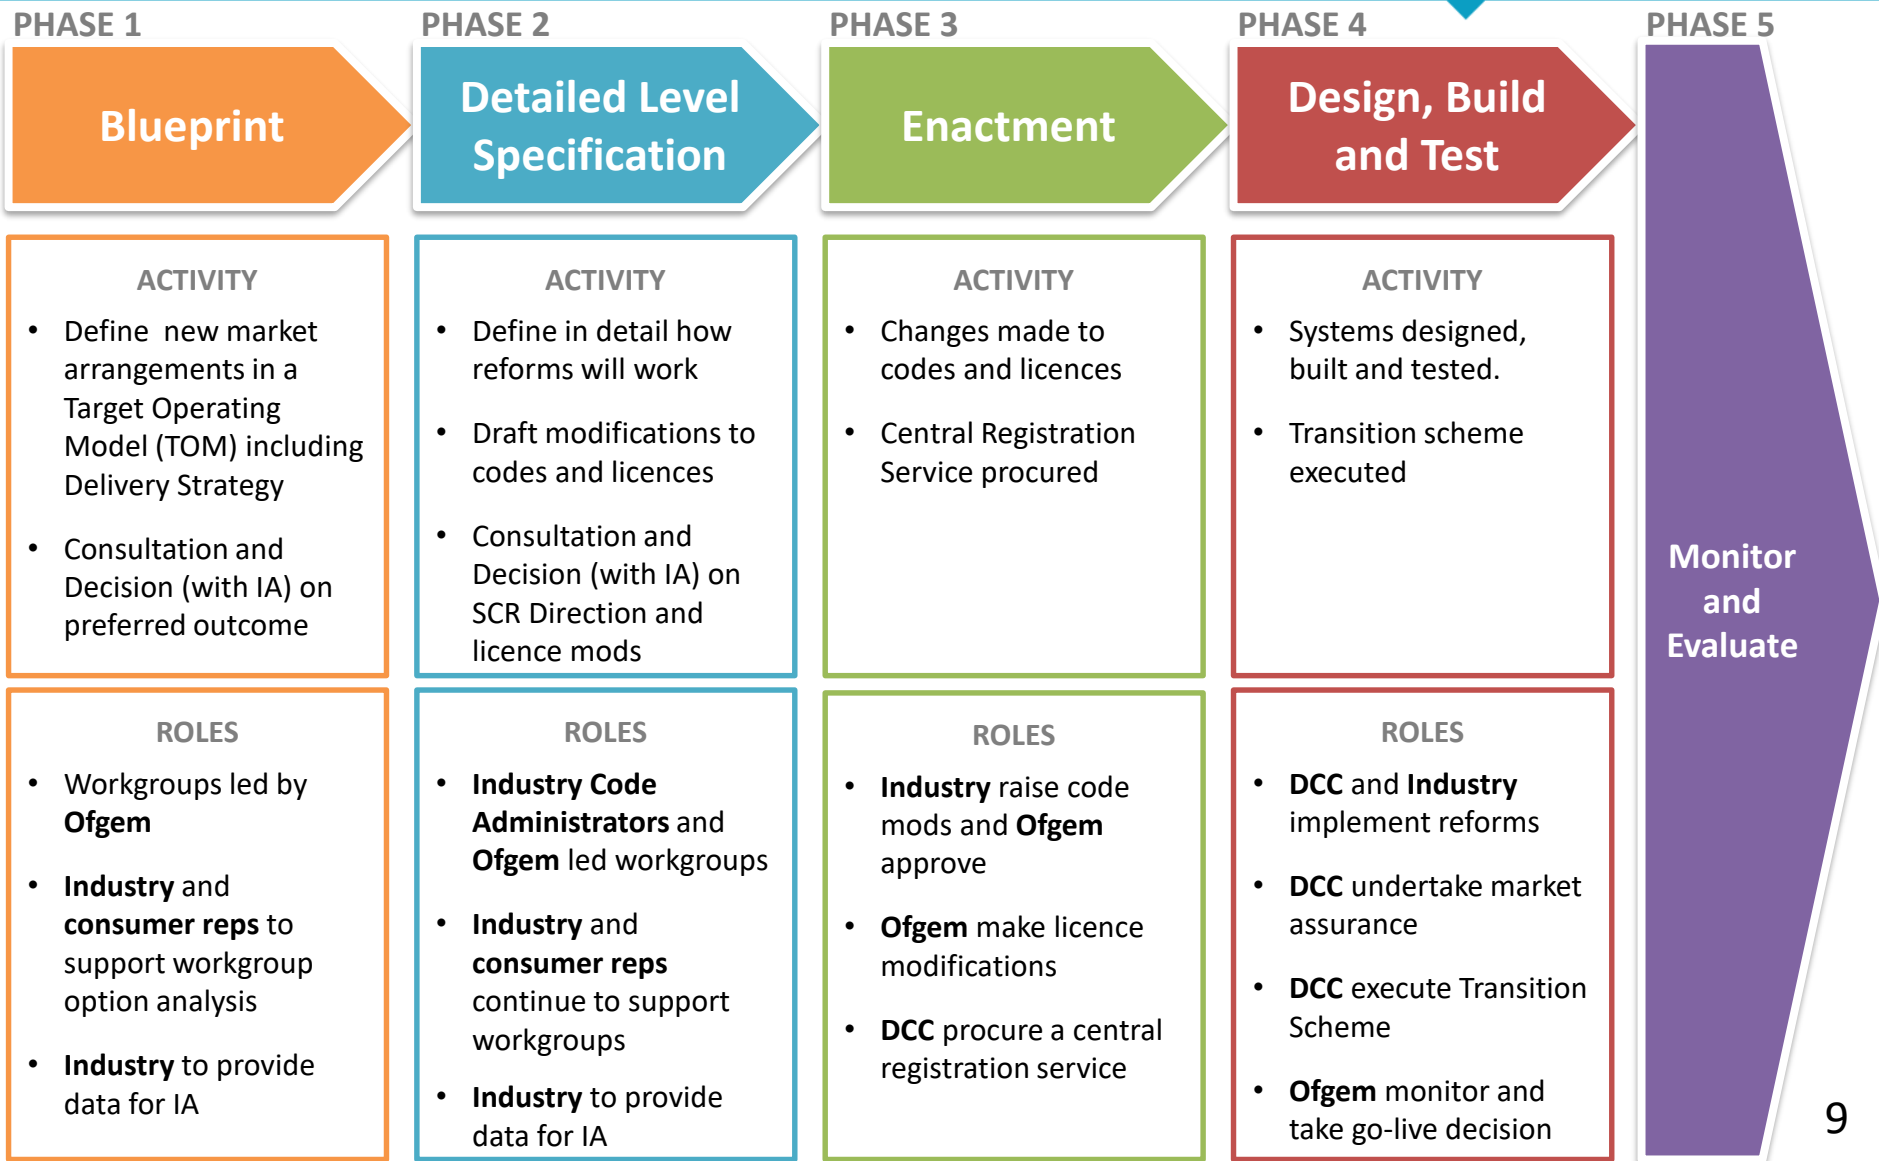 PHASE 1
Blueprint
ACTIVITY
• Define  new market
arrangements in a
Target Operating
Model (TOM) including
Delivery Strategy
• Consultation and
Decision (with IA) on
preferred outcome
ROLES
• Workgroups led by
Ofgem
• Industry and
consumer reps to
support workgroup
option analysis
• Industry to provide
data for IA
PHASE 2
Detailed Level
Specification
ACTIVITY
• Define in detail how
reforms will work
• Draft modifications to
codes and licences
• Consultation and
Decision (with IA) on
SCR Direction and
licence mods
ROLES
• Industry Code
Administrators and
Ofgem led workgroups
• Industry and
consumer reps
continue to support
workgroups
• Industry to provide
data for IA
PHASE 3
Enactment
ACTIVITY
• Changes made to
codes and licences
• Central Registration
Service procured
ROLES
• Industry raise code
mods and Ofgem
approve
• Ofgem make licence
modifications
• DCC procure a central
registration service
PHASE 4
Design, Build
and Test
ACTIVITY
• Systems designed,
built and tested.
• Transition scheme
executed
ROLES
• DCC and Industry
implement reforms
• DCC undertake market
assurance
• DCC execute Transition
Scheme
• Ofgem monitor and
take go-live decision
PHASE 5
Monitor
and
Evaluate
9